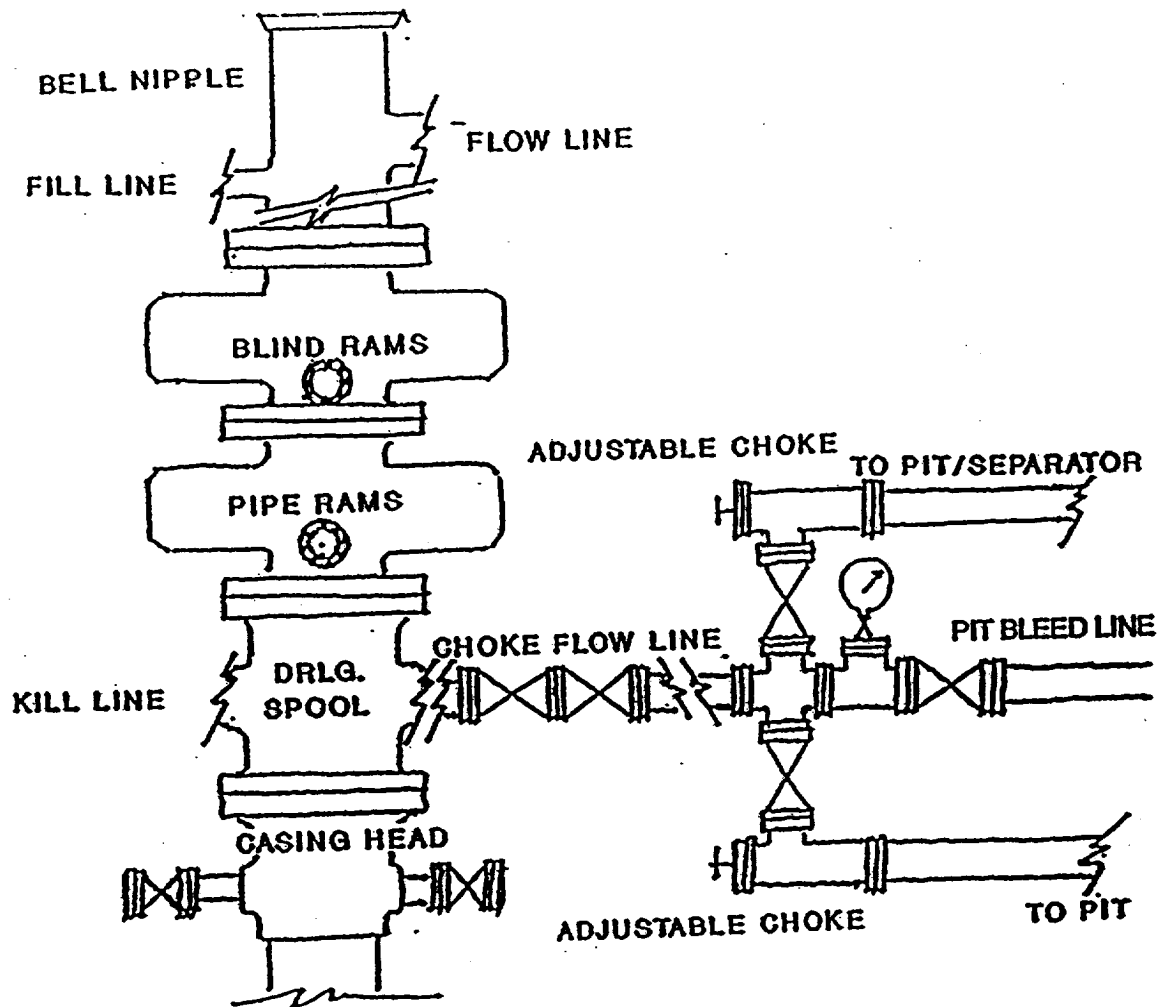 BELL NIPPLE
FLOW LINE
FILL LINE
BLIND RAMS
ADJUSTABLE CHOKE
TO PIT/SEPARATOR
PIPE RAMS
CHOKE FLOW LINE
PIT BLEED LINE
DRLG.
SPOOL
KILL LINE
CASING HEAD
ADJUSTABLE CHOKE
TO PIT